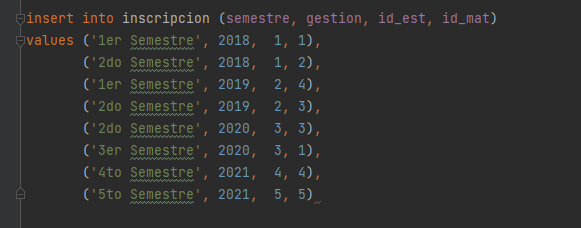 insert into inscripcion (semestre, gestion, id_est, id_mat)
values ('1er Semestre', 2018,  1, 1),
       ('2do Semestre', 2018,  1, 2),
       ('1er Semestre', 2019,  2, 4),
       ('2do Semestre', 2019,  2, 3),
       ('2do Semestre', 2020,  3, 3),
       ('3er Semestre', 2020,  3, 1),
       ('4to Semestre', 2021,  4, 4),
       ('5to Semestre', 2021,  5, 5)